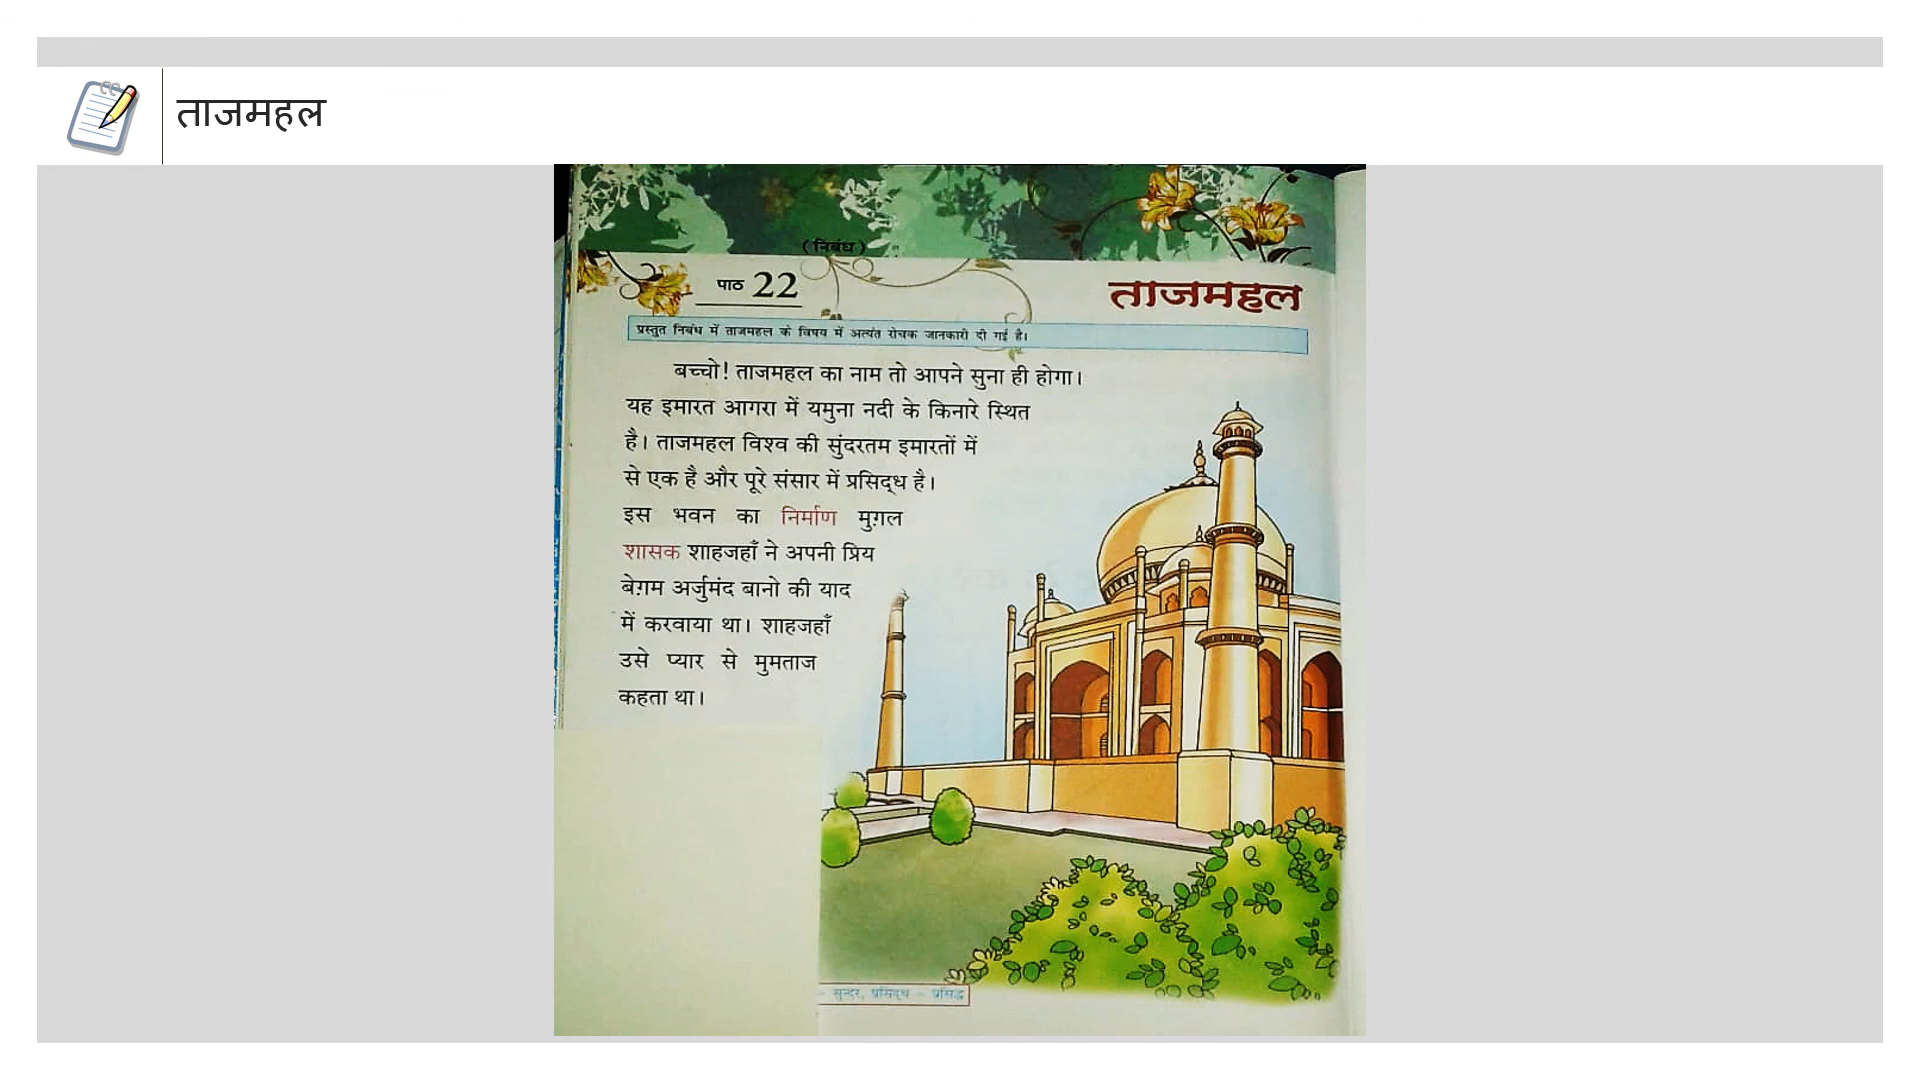 ताजमहल
(निबंध)
पाठ 22
ताजमहल
प्रस्तुत निबंध में ताजमहल के विषय में अत्यंत रोचक जानकारी दी गई है।
बच्चो! ताजमहल का नाम तो आपने सुना ही होगा।
यह इमारत आगरा में यमुना नदी के किनारे स्थित
है। ताजमहल विश्व की सुंदरतम इमारतों में
से एक है और पूरे संसार में प्रसिद्ध है।
इस भवन का निर्माण मुग़ल
शासक शाहजहाँ ने अपनी प्रिय
बेग़म अर्जुमंद बानो की याद
में करवाया था। शाहजहाँ
उसे प्यार से मुमताज
कहता था।
– सुन्दर, प्रसिद्‌ध – प्रसिद्ध